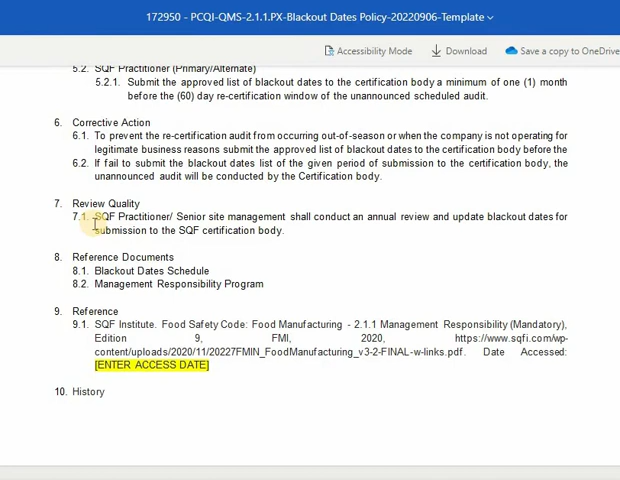 172950 - PCQI-QMS-2.1.1.PX-Blackout Dates Policy-20220906-Template
Accessibility Mode Download Save a copy to OneDrive
5.2. SQF Practitioner (Primary/Alternate)
5.2.1. Submit the approved list of blackout dates to the certification body a minimum of one (1) month
before the (60) day re-certification window of the unannounced scheduled audit.
6. Corrective Action
6.1. To prevent the re-certification audit from occurring out-of-season or when the company is not operating for
legitimate business reasons submit the approved list of blackout dates to the certification body before the
6.2. If fail to submit the blackout dates list of the given period of submission to the certification body, the
unannounced audit will be conducted by the Certification body.
7. Review Quality
7.1. SQF Practitioner/ Senior site management shall conduct an annual review and update blackout dates for
submission to the SQF certification body.
8. Reference Documents
8.1. Blackout Dates Schedule
8.2. Management Responsibility Program
9. Reference
9.1. SQF Institute. Food Safety Code: Food Manufacturing - 2.1.1 Management Responsibility (Mandatory),
Edition 9, FMI, 2020, https://www.sqfi.com/wp-
content/uploads/2020/11/20227FMIN_FoodManufacturing_v3-2-FINAL-w-links.pdf. Date Accessed:
[ENTER ACCESS DATE]
10. History